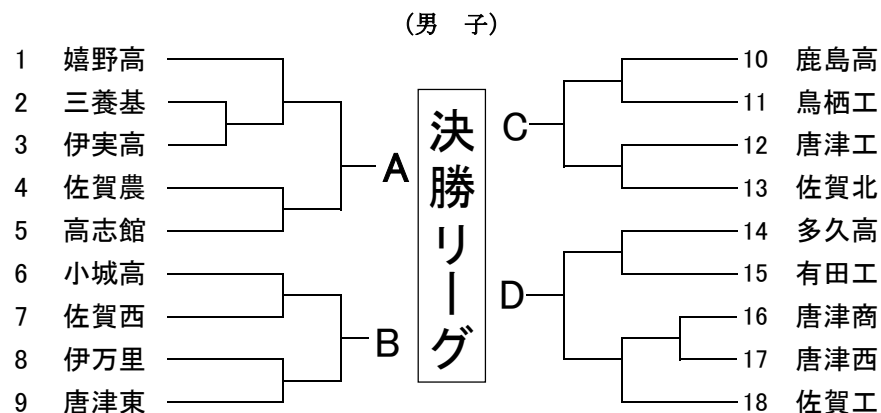 (男 子)
1 嬉野高
2 三養基
3 伊実高
4 佐賀農
5 高志館
6 小城高
7 佐賀西
8 伊万里
9 唐津東
A
B
決勝リーグ
C
D
10 鹿島高
11 鳥栖工
12 唐津工
13 佐賀北
14 多久高
15 有田工
16 唐津商
17 唐津西
18 佐賀工